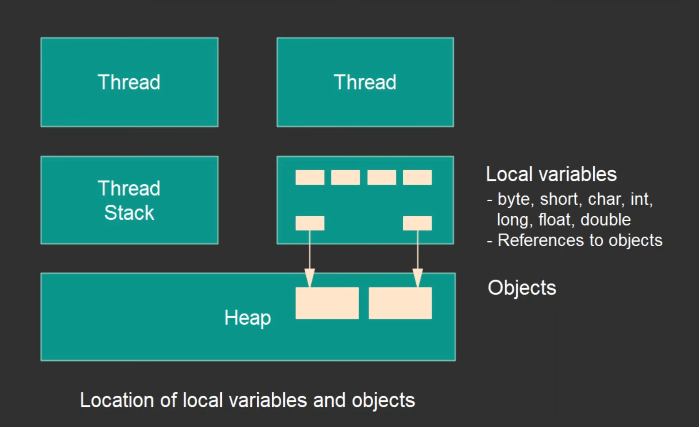 Thread
Thread
Thread
Stack
Local variables
- byte, short, char, int,
long, float, double
- References to objects
Heap
Objects
Location of local variables and objects